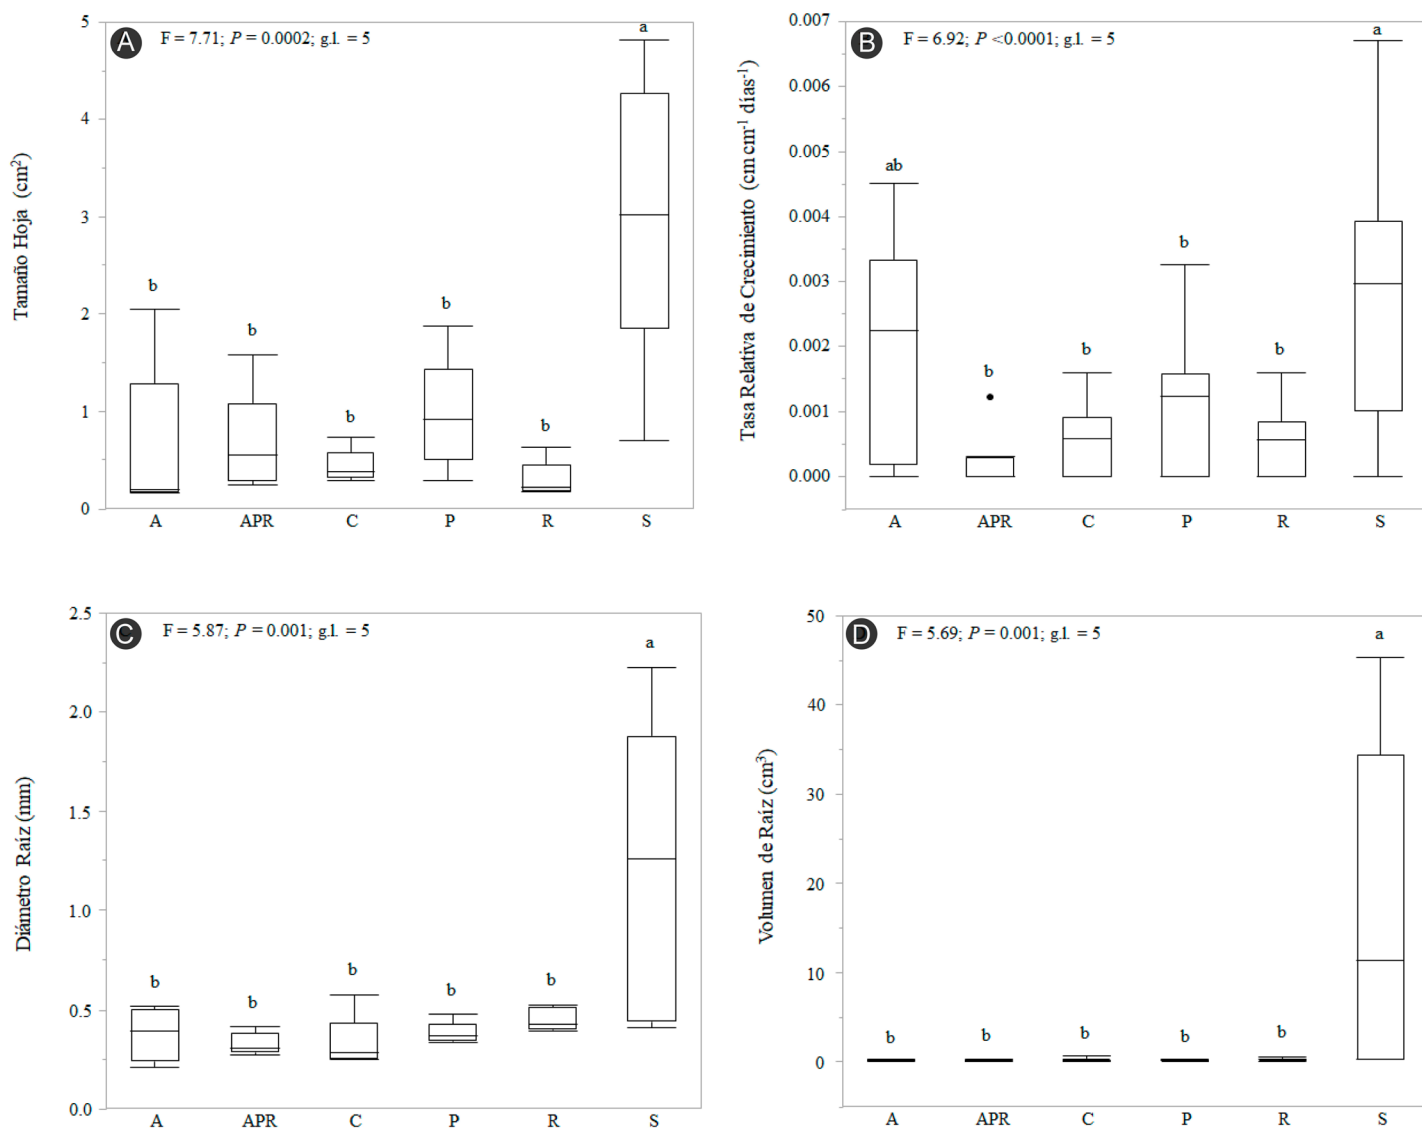 A
F = 7.71; P = 0.0002; g.l. = 5
Tamaño Hoja (cm²)
5
4
3
2
1
0
b
b
b
b
b
a
A
APR
C
P
R
S
B
F = 6.92; P <0.0001; g.l. = 5
Tasa Relativa de Crecimiento (cm cm⁻¹ días⁻¹)
0.007
0.006
0.005
0.004
0.003
0.002
0.001
0.000
ab
b
b
b
b
a
A
APR
C
P
R
S
C
F = 5.87; P = 0.001; g.l. = 5
Diámetro Raíz (mm)
2.5
2.0
1.5
1.0
0.5
0.0
b
b
b
b
b
a
A
APR
C
P
R
S
D
F = 5.69; P = 0.001; g.l. = 5
Volumen de Raíz (cm³)
50
40
30
20
10
0
b
b
b
b
b
a
A
APR
C
P
R
S